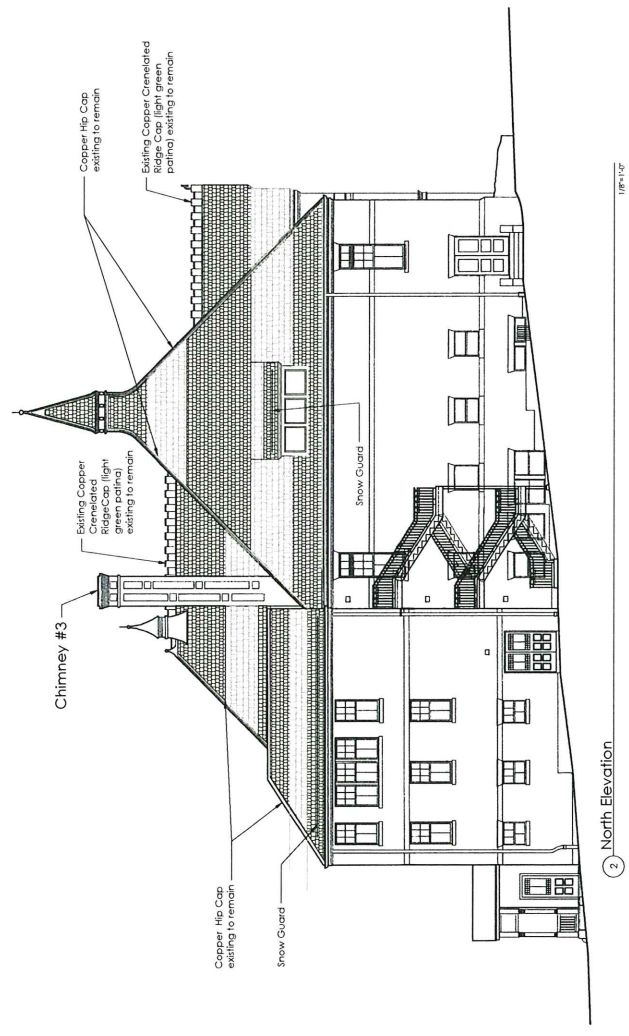 Chimney #3
Existing Copper
Crenelated
RidgeCap (light
green patina)
existing to remain
Copper Hip Cap
existing to remain
Existing Copper Crenelated
Ridge Cap (light green
patina) existing to remain
Copper Hip Cap
existing to remain
Snow Guard
Snow Guard
2 North Elevation
1/8"=1'-0"